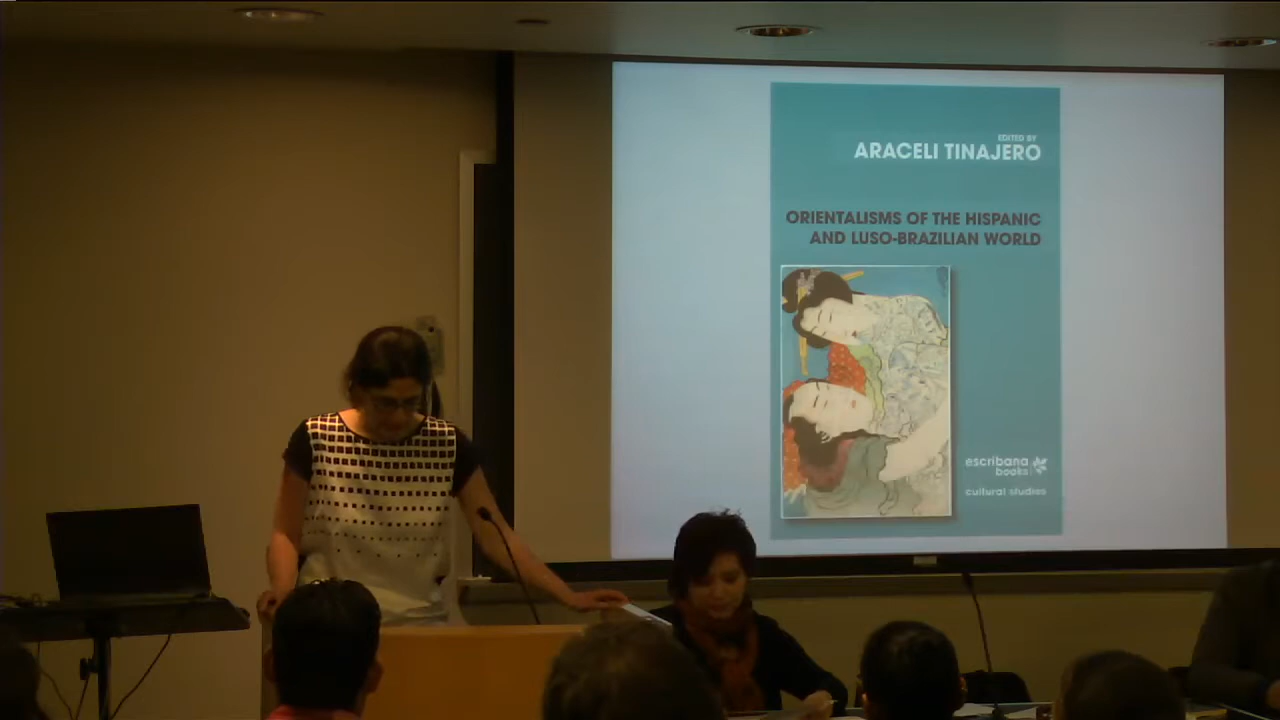 EDITED BY
ARACELI TINAJERO
ORIENTALISMS OF THE HISPANIC
AND LUSO-BRAZILIAN WORLD
escribana
books
cultural studies